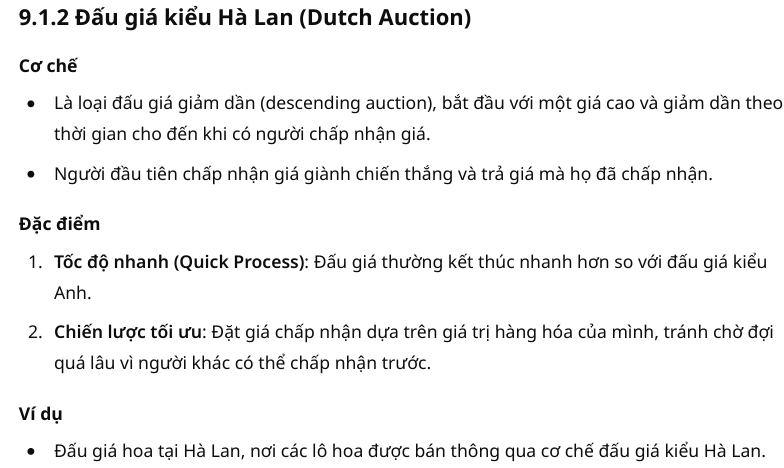 9.1.2 Đấu giá kiểu Hà Lan (Dutch Auction)
Cơ chế
• Là loại đấu giá giảm dần (descending auction), bắt đầu với một giá cao và giảm dần theo
thời gian cho đến khi có người chấp nhận giá.
• Người đầu tiên chấp nhận giá giành chiến thắng và trả giá mà họ đã chấp nhận.
Đặc điểm
1. Tốc độ nhanh (Quick Process): Đấu giá thường kết thúc nhanh hơn so với đấu giá kiểu
Anh.
2. Chiến lược tối ưu: Đặt giá chấp nhận dựa trên giá trị hàng hóa của mình, tránh chờ đợi
quá lâu vì người khác có thể chấp nhận trước.
Ví dụ
• Đấu giá hoa tại Hà Lan, nơi các lô hoa được bán thông qua cơ chế đấu giá kiểu Hà Lan.